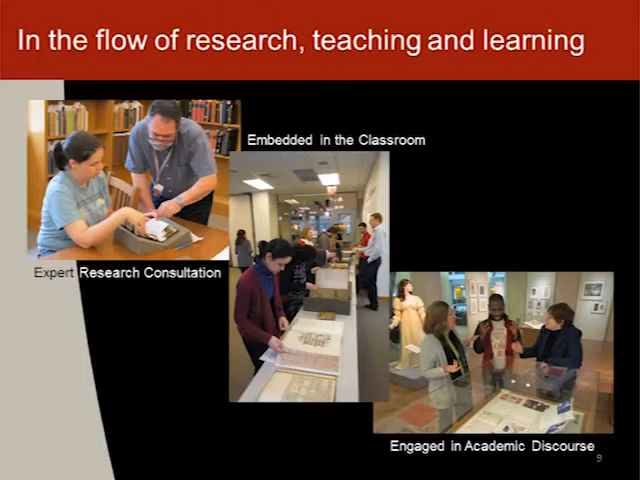 In the flow of research, teaching and learning
Embedded in the Classroom
Expert Research Consultation
Engaged in Academic Discourse
9